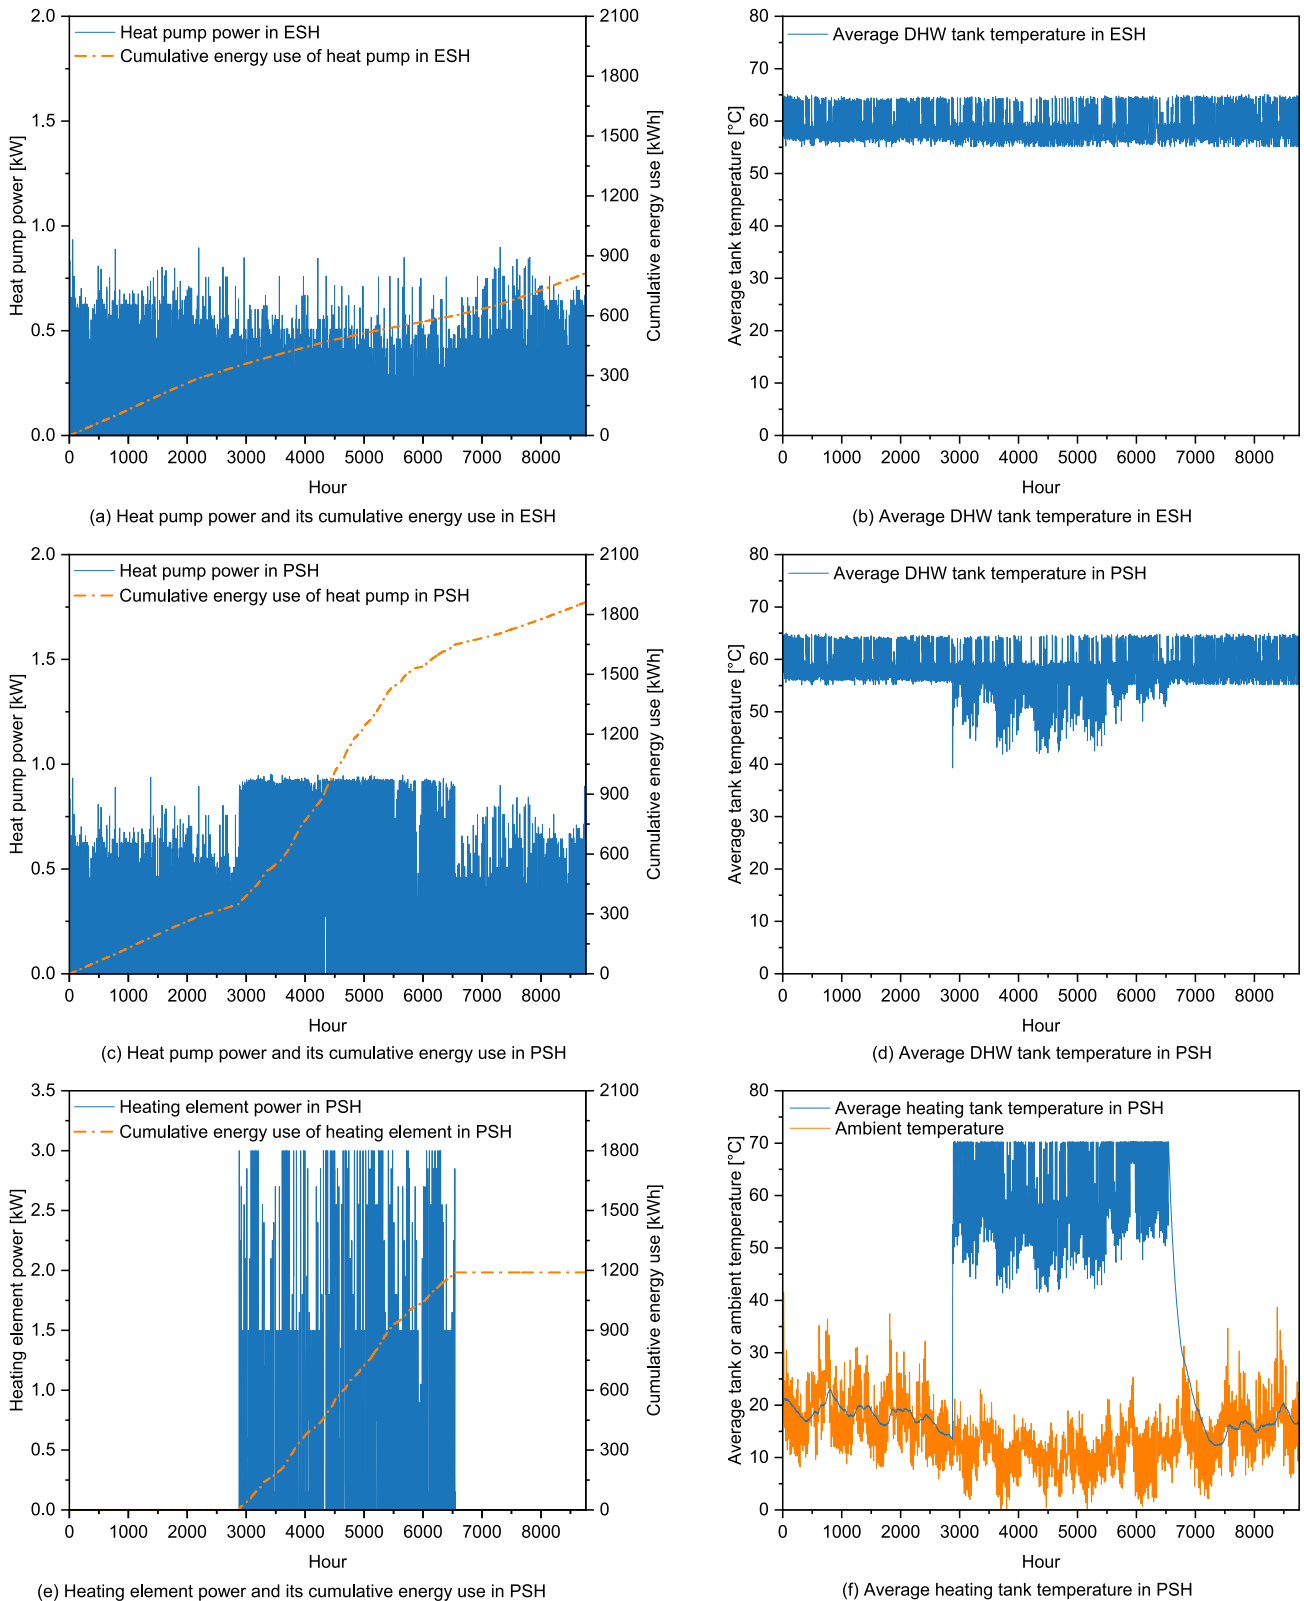 Heat pump power in ESH
Cumulative energy use of heat pump in ESH
Heat pump power [kW]
2.0
1.5
1.0
0.5
0.0
Cumulative energy use [kWh]
2100
1800
1500
1200
900
600
300
0
0 1000 2000 3000 4000 5000 6000 7000 8000
Hour
(a) Heat pump power and its cumulative energy use in ESH
Average DHW tank temperature in ESH
Average tank temperature [°C]
80
70
60
50
40
30
20
10
0
0 1000 2000 3000 4000 5000 6000 7000 8000
Hour
(b) Average DHW tank temperature in ESH
Heat pump power in PSH
Cumulative energy use of heat pump in PSH
Heat pump power [kW]
2.0
1.5
1.0
0.5
0.0
Cumulative energy use [kWh]
2100
1800
1500
1200
900
600
300
0
0 1000 2000 3000 4000 5000 6000 7000 8000
Hour
(c) Heat pump power and its cumulative energy use in PSH
Average DHW tank temperature in PSH
Average tank temperature [°C]
80
70
60
50
40
30
20
10
0
0 1000 2000 3000 4000 5000 6000 7000 8000
Hour
(d) Average DHW tank temperature in PSH
Heating element power in PSH
Cumulative energy use of heating element in PSH
Heating element power [kW]
3.5
3.0
2.5
2.0
1.5
1.0
0.5
0.0
Cumulative energy use [kWh]
2100
1800
1500
1200
900
600
300
0
0 1000 2000 3000 4000 5000 6000 7000 8000
Hour
(e) Heating element power and its cumulative energy use in PSH
Average heating tank temperature in PSH
Ambient temperature
Average tank or ambient temperature [°C]
80
70
60
50
40
30
20
10
0
0 1000 2000 3000 4000 5000 6000 7000 8000
Hour
(f) Average heating tank temperature in PSH